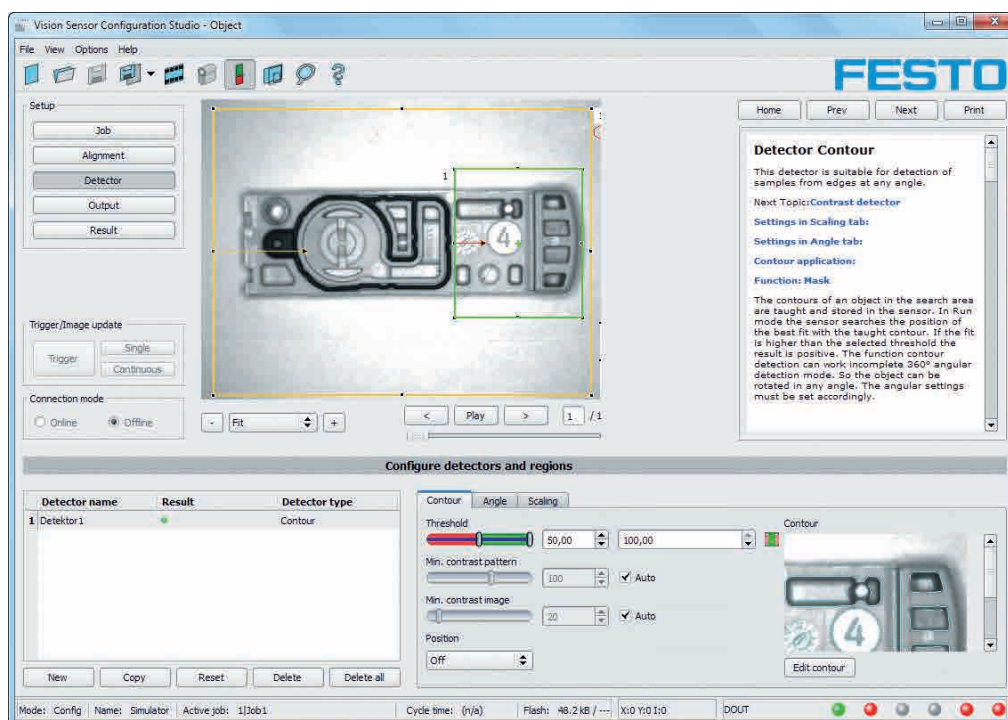 Vision Sensor Configuration Studio - Object
File View Options Help
FESTO
Setup
Job
Alignment
Detector
Output
Result
Trigger/Image update
Trigger
Single
Continuous
Connection mode
Online
Offline
1
4
- Fit +
< Play > 1 / 1
Home Prev Next Print
Detector Contour
This detector is suitable for detection of
samples from edges at any angle.
Next Topic:Contrast detector
Settings in Scaling tab:
Settings in Angle tab:
Contour application:
Function: Mask
The contours of an object in the search area
are taught and stored in the sensor. In Run
mode the sensor searches the position of
the best fit with the taught contour. If the fit
is higher than the selected threshold the
result is positive. The function contour
detection can work incomplete 360° angular
detection mode. So the object can be
rotated in any angle. The angular settings
must be set accordingly.
Configure detectors and regions
Detector name Result Detector type
1 Detektor1 Contour
New Copy Reset Delete Delete all
Contour Angle Scaling
Threshold
50,00 100,00
Min. contrast pattern
100 Auto
Min. contrast image
20 Auto
Position
Off
Contour
4
Edit contour
Mode: Config Name: Simulator Active job: 1|Job1 Cycle time: (n/a) Flash: 48.2 kB / --- X:0 Y:0 I:0 DOUT